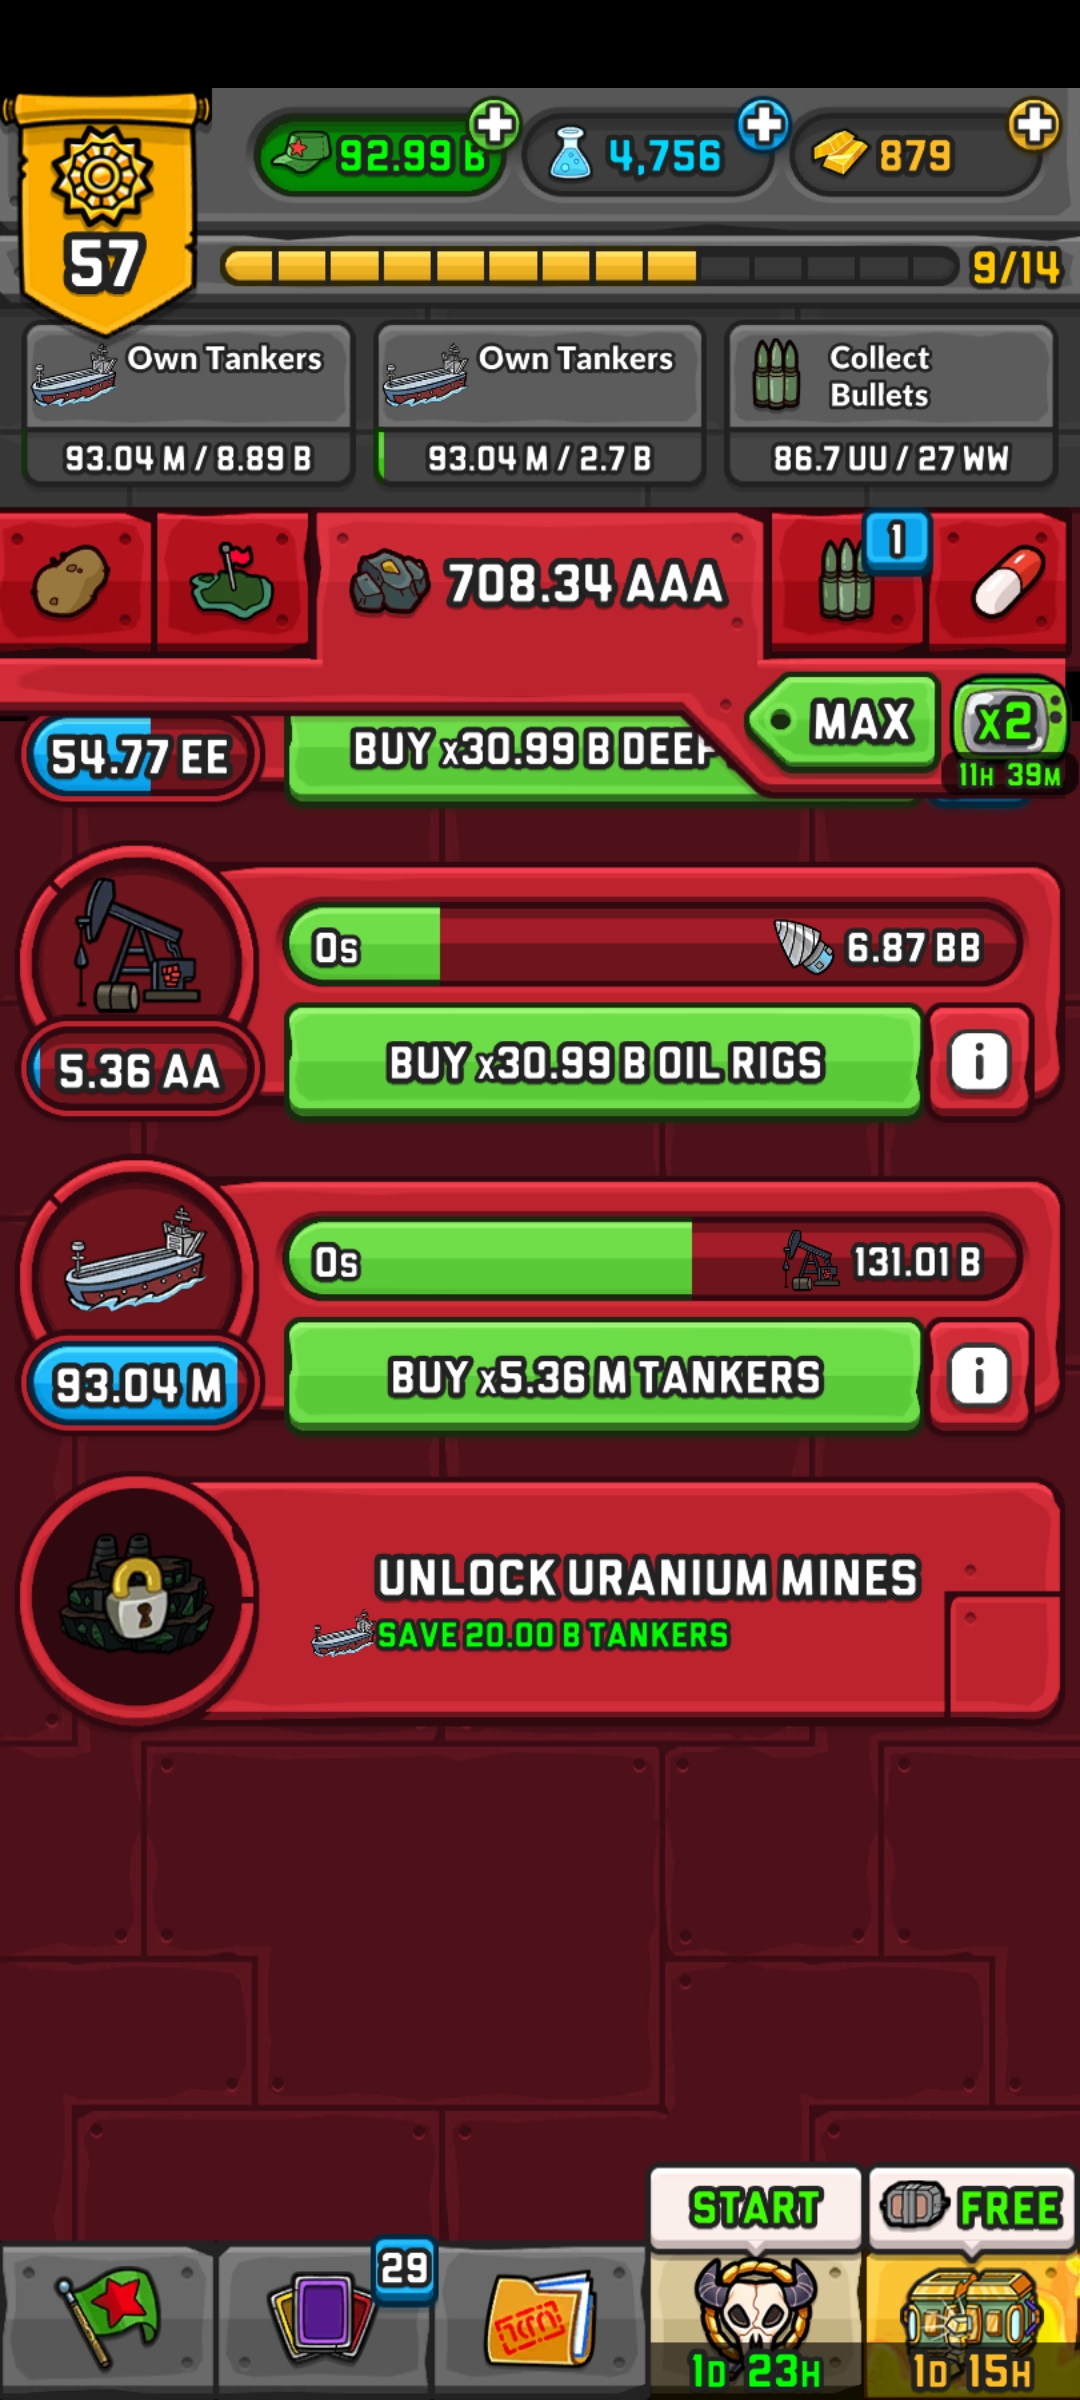 92.99 B
4,756
879
57
9/14
Own Tankers
93.04 M / 8.89 B
Own Tankers
93.04 M / 2.7 B
Collect
Bullets
86.7 UU / 27 WW
708.34 AAA
1
MAX
x2
11H 39M
54.77 EE
BUY x30.99 B DEEP
0s
6.87 BB
5.36 AA
BUY x30.99 B OIL RIGS
i
0s
131.01 B
93.04 M
BUY x5.36 M TANKERS
i
UNLOCK URANIUM MINES
SAVE 20.00 B TANKERS
START
FREE
29
1D 23H
1D 15H